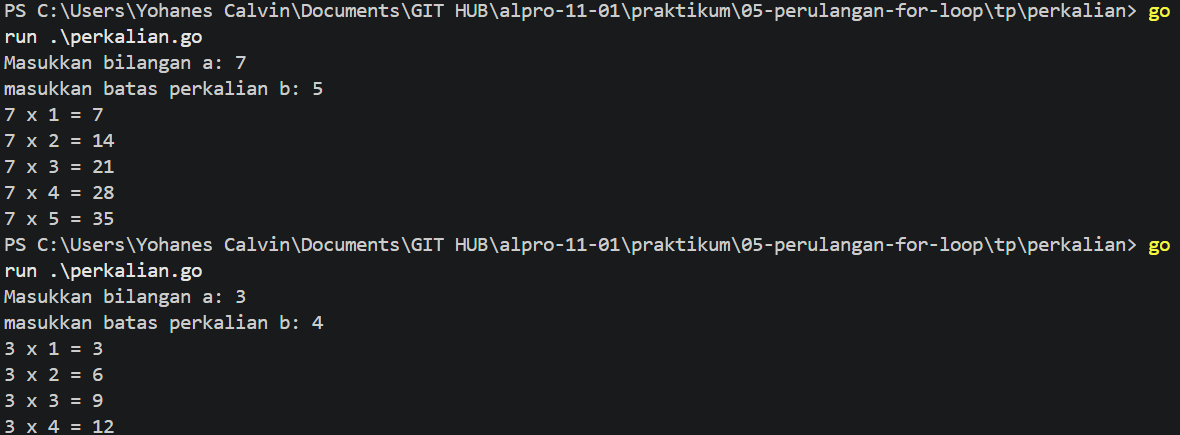 PS C:\Users\Yohanes Calvin\Documents\GIT HUB\alpro-11-01\praktikum\05-perulangan-for-loop\tp\perkalian> go
run .\perkalian.go
Masukkan bilangan a: 7
masukkan batas perkalian b: 5
7 x 1 = 7
7 x 2 = 14
7 x 3 = 21
7 x 4 = 28
7 x 5 = 35
PS C:\Users\Yohanes Calvin\Documents\GIT HUB\alpro-11-01\praktikum\05-perulangan-for-loop\tp\perkalian> go
run .\perkalian.go
Masukkan bilangan a: 3
masukkan batas perkalian b: 4
3 x 1 = 3
3 x 2 = 6
3 x 3 = 9
3 x 4 = 12